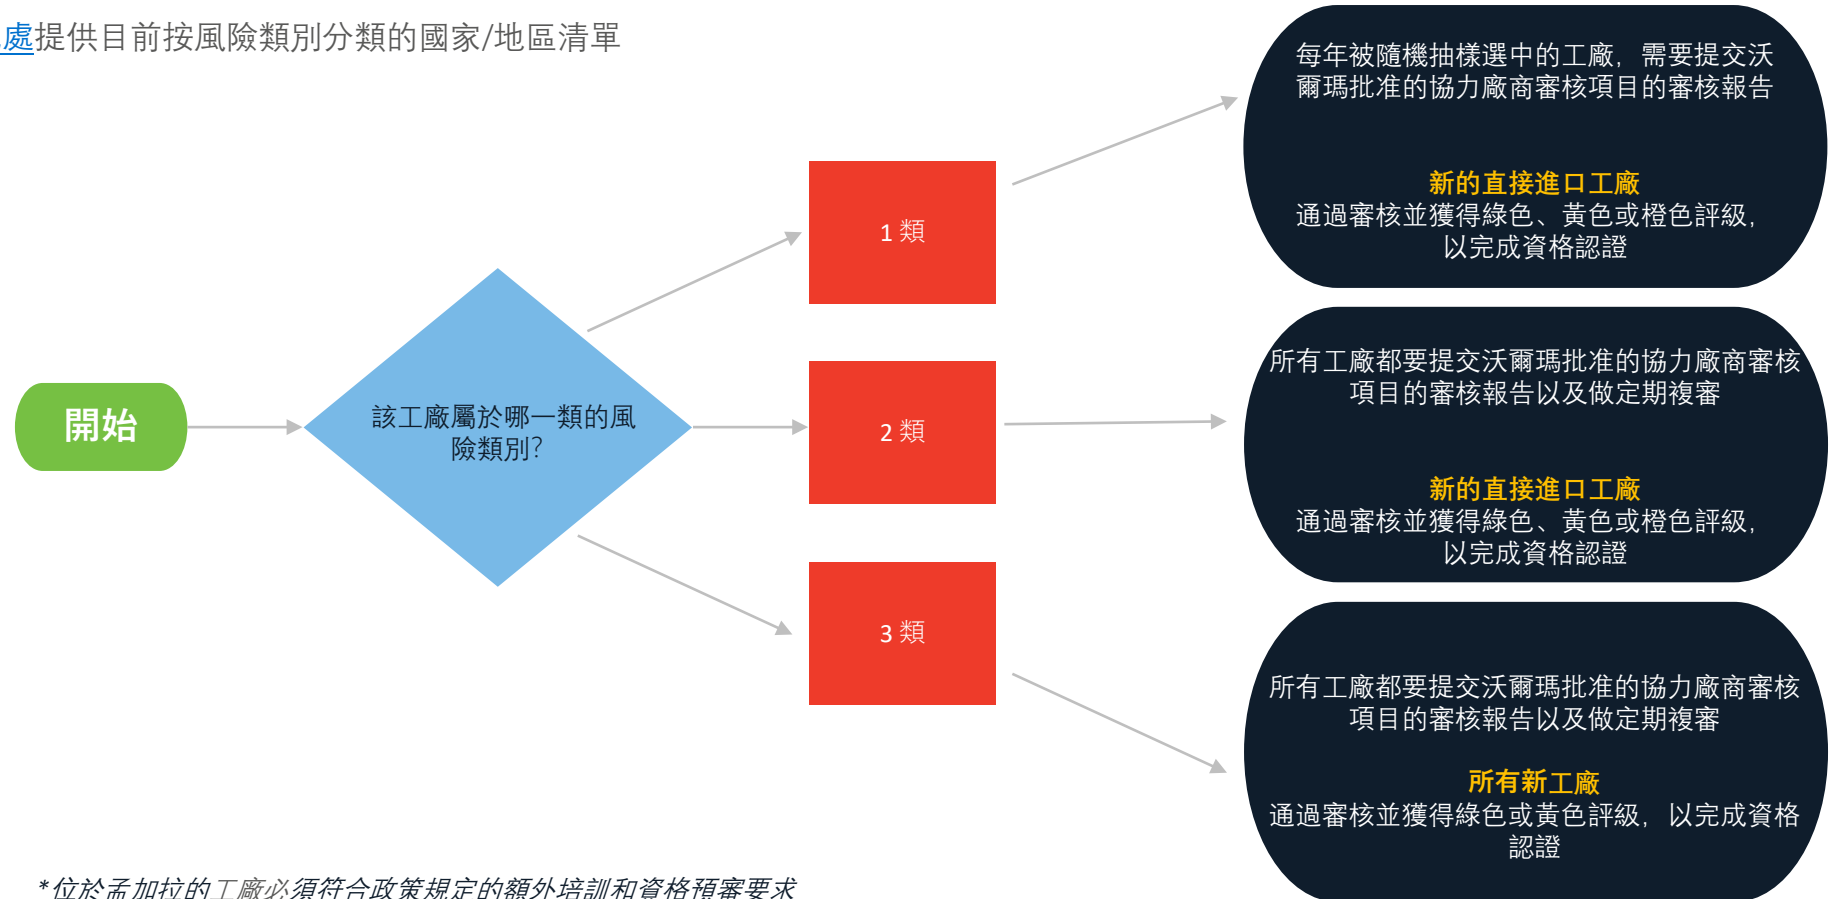 處提供目前按風險類別分類的國家/地區清單
開始
該工廠屬於哪一類的風
險類別?
1 類
2 類
3 類
每年被隨機抽樣選中的工廠，需要提交沃
爾瑪批准的協力廠商審核項目的審核報告
新的直接進口工廠
通過審核並獲得綠色、黃色或橙色評級，
以完成資格認證
所有工廠都要提交沃爾瑪批准的協力廠商審核
項目的審核報告以及做定期複審
新的直接進口工廠
通過審核並獲得綠色、黃色或橙色評級，
以完成資格認證
所有工廠都要提交沃爾瑪批准的協力廠商審核
項目的審核報告以及做定期複審
所有新工廠
通過審核並獲得綠色或黃色評級，以完成資格
認證
*位於孟加拉的工廠必須符合政策規定的額外培訓和資格預審要求